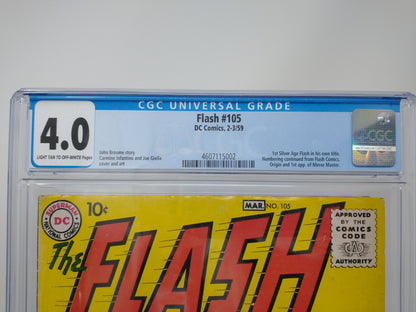 CGC UNIVERSAL GRADE
4.0
LIGHT TAN TO OFF-WHITE Pages
Flash #105
DC Comics, 2-3/59
John Broome story
Carmine Infantino and Joe Giella
cover and art
1st Silver Age Flash in his own title.
Numbering continued from Flash Comics.
Origin and 1st app. of Mirror Master.
4607115002
CGC
SUPERMAN
DC
NATIONAL COMICS
10¢
MAR.
NO. 105
The
FLASH
APPROVED
BY THE
COMICS
CODE
AUTHORITY